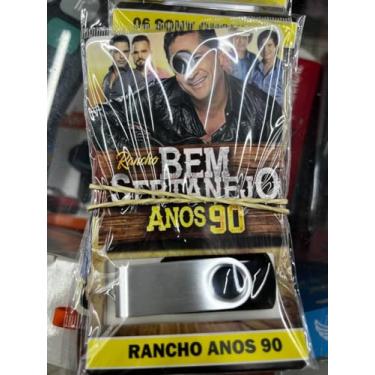 Rancho
BEM
SERTANEJO
ANOS 90
RANCHO ANOS 90